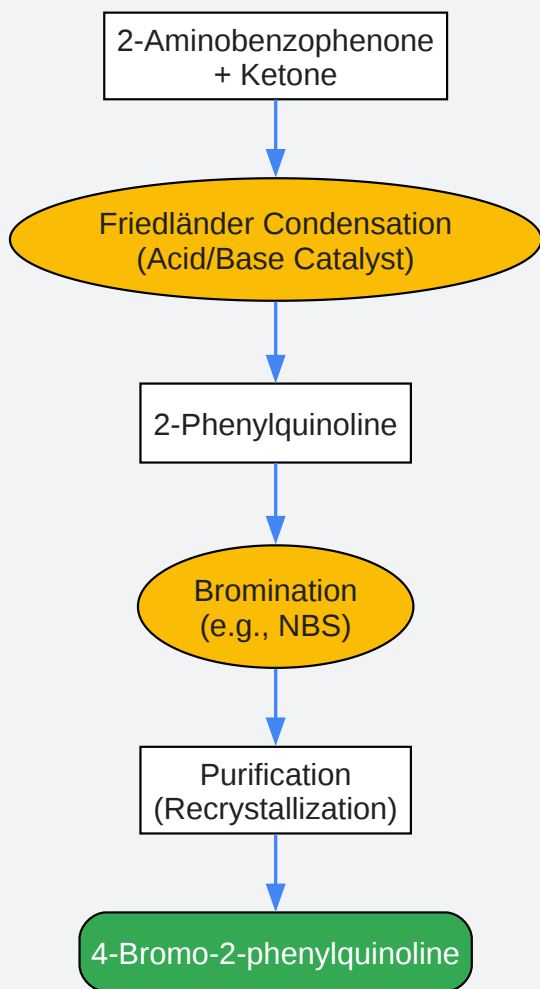 2-Aminobenzophenone
+ Ketone
Friedländer Condensation
(Acid/Base Catalyst)
2-Phenylquinoline
Bromination
(e.g., NBS)
Purification
(Recrystallization)
4-Bromo-2-phenylquinoline